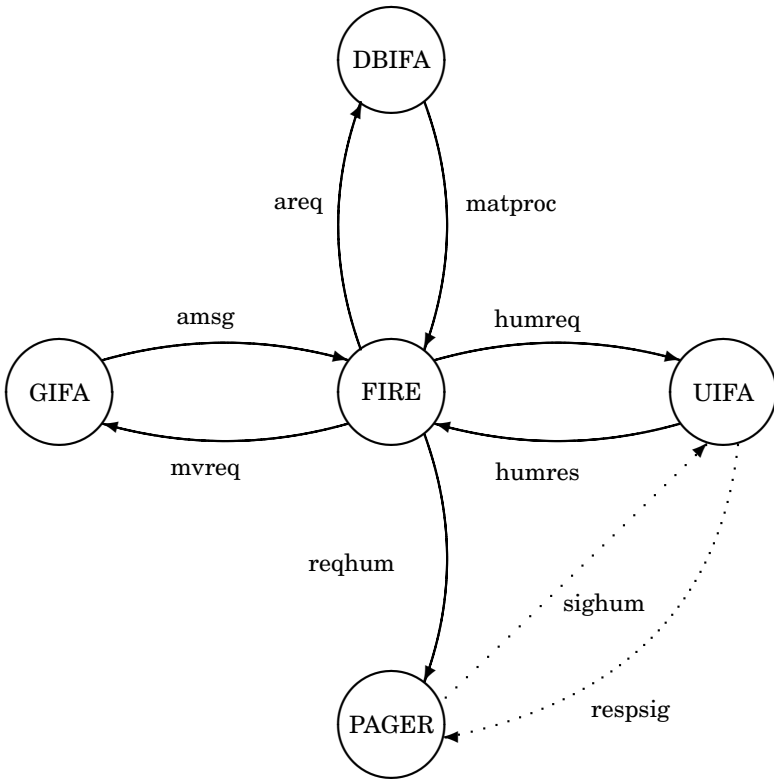 DBIFA
areq
matproc
amsg
humreq
GIFA
FIRE
UIFA
mvreq
humres
reqhum
sighum
respsig
PAGER